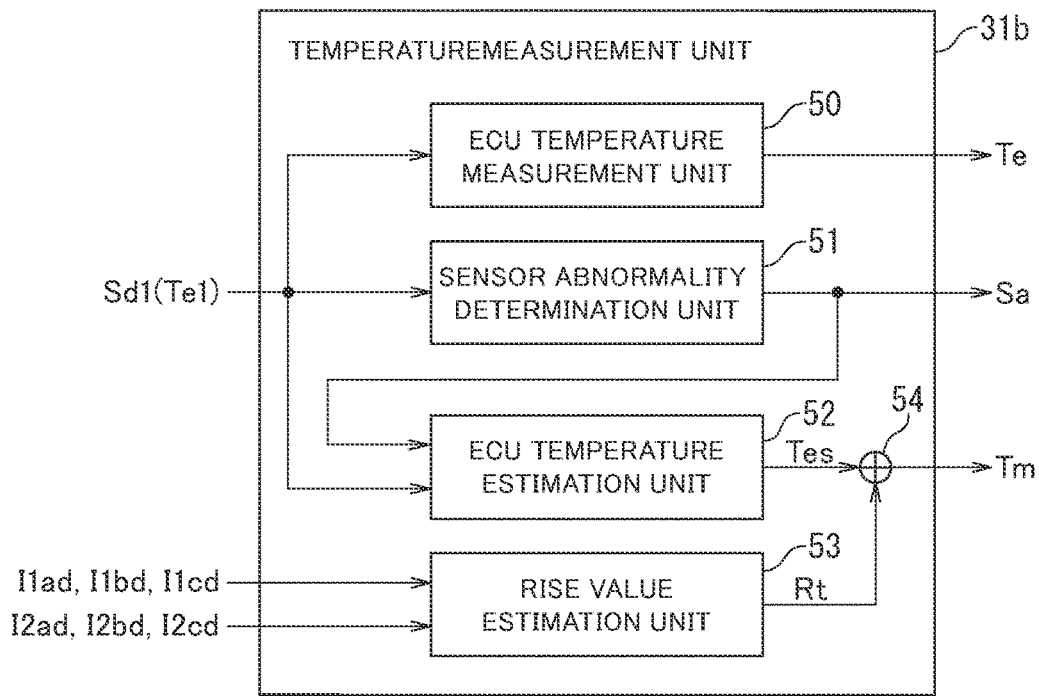 31b
TEMPERATUREMEASUREMENT UNIT
50
ECU TEMPERATURE
MEASUREMENT UNIT
Te
51
Sd1(Te1)
SENSOR ABNORMALITY
DETERMINATION UNIT
Sa
52
54
ECU TEMPERATURE
ESTIMATION UNIT
Tes
Tm
53
I1ad, I1bd, I1cd
I2ad, I2bd, I2cd
RISE VALUE
ESTIMATION UNIT
Rt